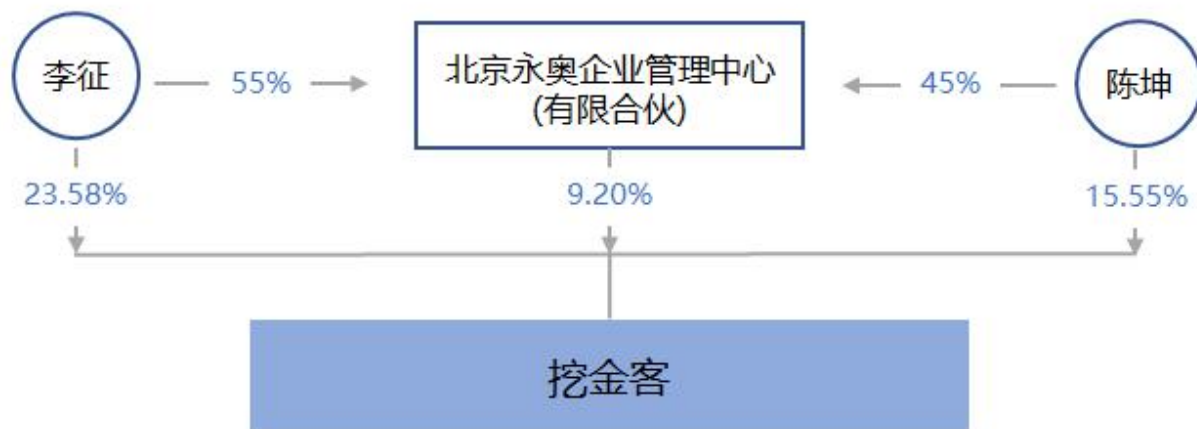 李征
55%
北京永奥企业管理中心
(有限合伙)
45%
陈坤
23.58%
9.20%
15.55%
挖金客